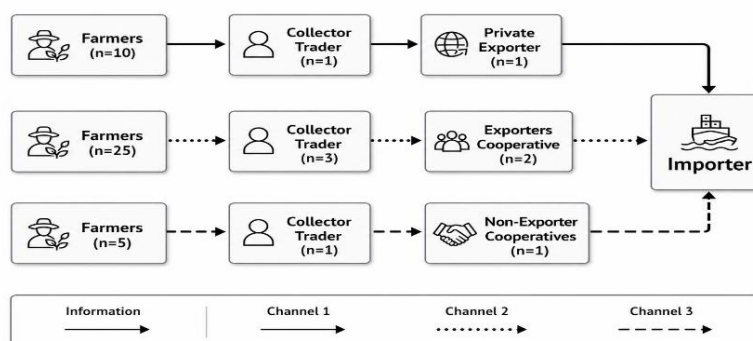 Farmers
(n=10)
Collector
Trader
(n=1)
Private
Exporter
(n=1)
Farmers
(n=25)
Collector
Trader
(n=3)
Exporters
Cooperative
(n=2)
Importer
Farmers
(n=5)
Collector
Trader
(n=1)
Non-Exporter
Cooperatives
(n=1)
Information
Channel 1
Channel 2
Channel 3